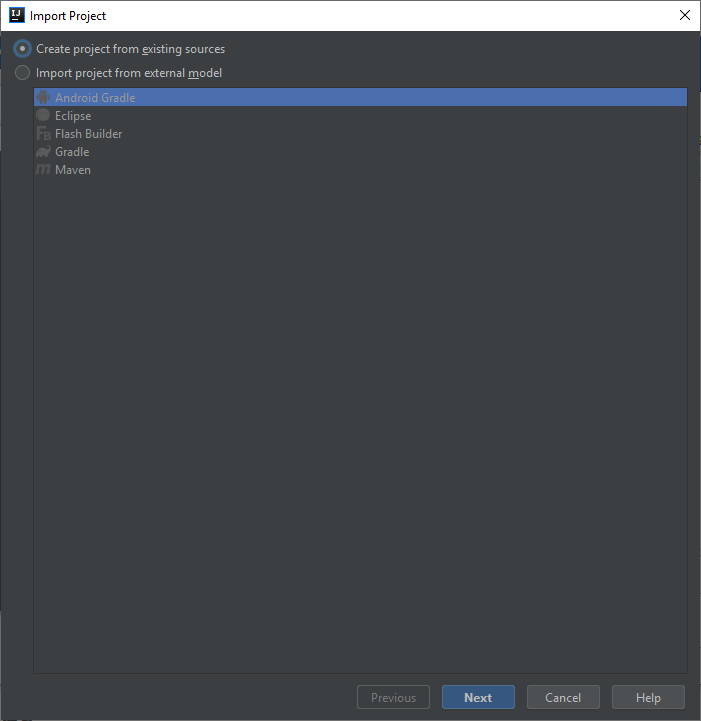 IJ Import Project
Create project from existing sources
Import project from external model
Android Gradle
Eclipse
FB Flash Builder
Gradle
m Maven
Previous Next Cancel Help